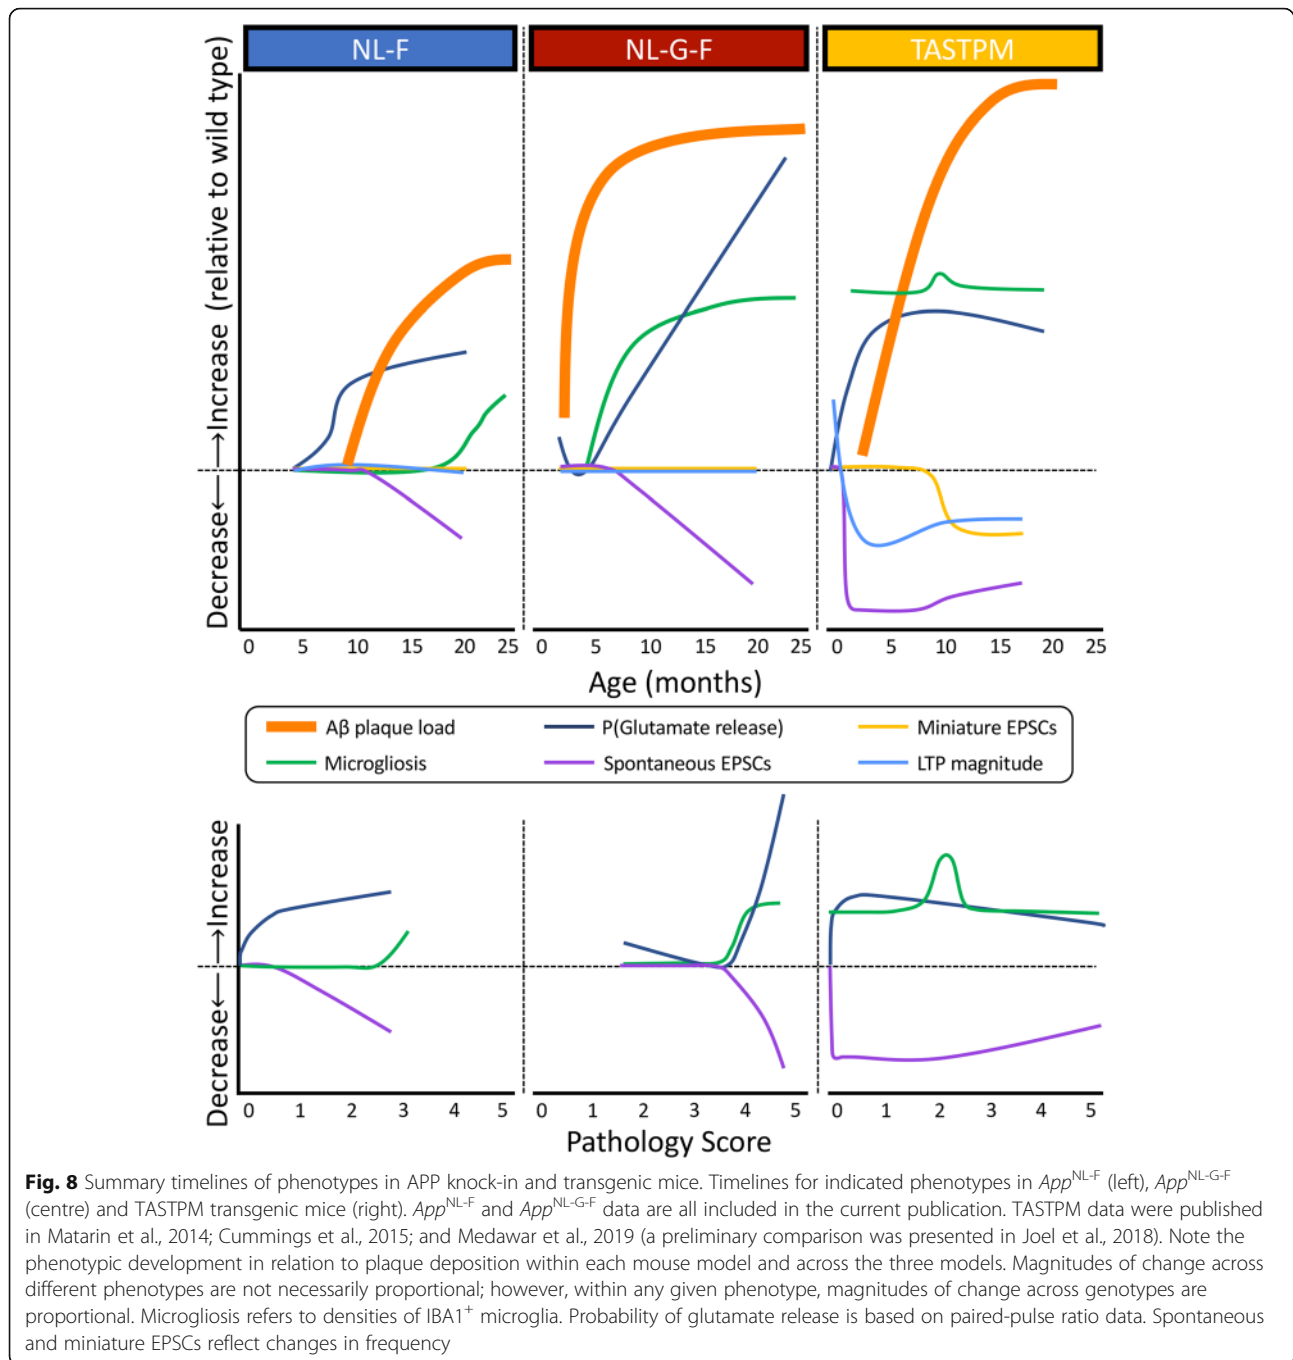 NL-F NL-G-F TASTPM
Decrease← →Increase (relative to wild type)
0 5 10 15 20 25 0 5 10 15 20 25 0 5 10 15 20 25
Age (months)
Aβ plaque load P(Glutamate release) Miniature EPSCs
Microgliosis Spontaneous EPSCs LTP magnitude
Decrease← →Increase
0 1 2 3 4 5 0 1 2 3 4 5 0 1 2 3 4 5
Pathology Score
Fig. 8 Summary timelines of phenotypes in APP knock-in and transgenic mice. Timelines for indicated phenotypes in App^NL-F (left), App^NL-G-F
(centre) and TASTPM transgenic mice (right). App^NL-F and App^NL-G-F data are all included in the current publication. TASTPM data were published
in Matarin et al., 2014; Cummings et al., 2015; and Medawar et al., 2019 (a preliminary comparison was presented in Joel et al., 2018). Note the
phenotypic development in relation to plaque deposition within each mouse model and across the three models. Magnitudes of change across
different phenotypes are not necessarily proportional; however, within any given phenotype, magnitudes of change across genotypes are
proportional. Microgliosis refers to densities of IBA1+ microglia. Probability of glutamate release is based on paired-pulse ratio data. Spontaneous
and miniature EPSCs reflect changes in frequency